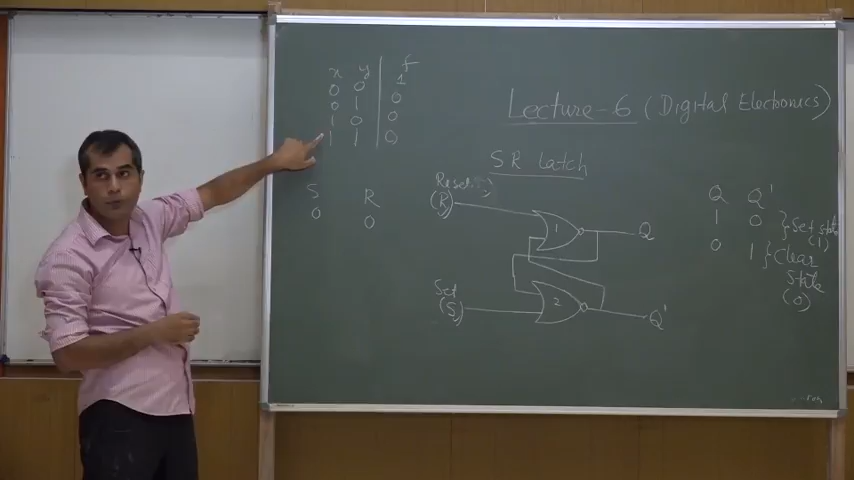 x y f
0 0 1
0 1 0
1 0 0
1 1 0
Lecture-6 (Digital Electronics)
SR Latch
S R
0 0
Reset
(R)
1
Q
Set
(S)
2
Q'
Q Q'
1 0 } Set state
(1)
0 1 } Clear
State
(0)